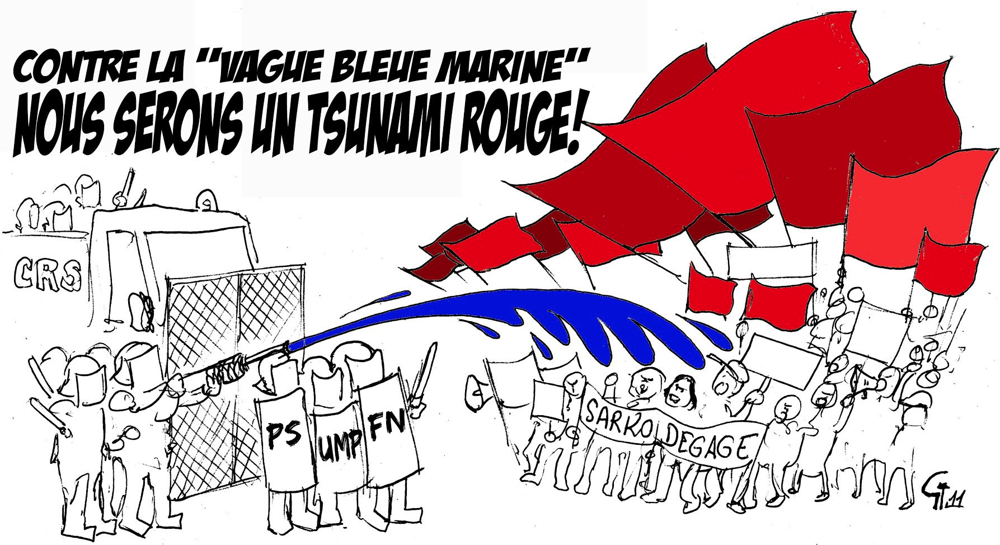 CONTRE LA "VAGUE BLEUE MARINE"
NOUS SERONS UN TSUNAMI ROUGE!
CRS
PS
UMP
FN
SARKO DEGAGE
GT 11